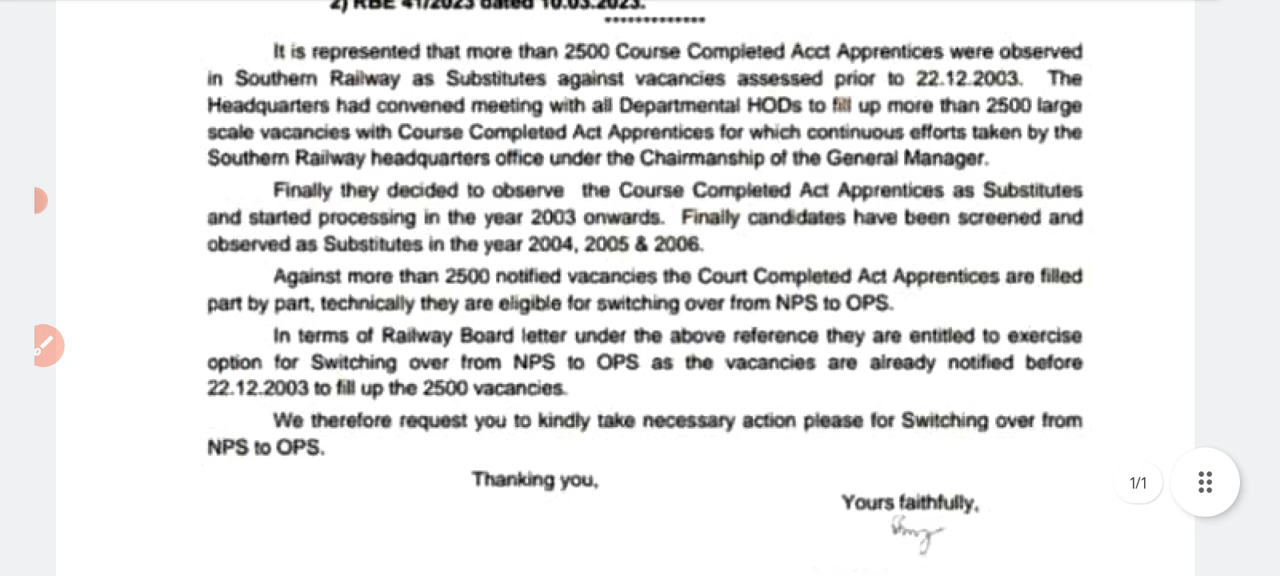 2) RBE 41/2023 dated 10.03.2023.
**************
It is represented that more than 2500 Course Completed Acct Apprentices were observed
in Southern Railway as Substitutes against vacancies assessed prior to 22.12.2003. The
Headquarters had convened meeting with all Departmental HODs to fill up more than 2500 large
scale vacancies with Course Completed Act Apprentices for which continuous efforts taken by the
Southern Railway headquarters office under the Chairmanship of the General Manager.
Finally they decided to observe the Course Completed Act Apprentices as Substitutes
and started processing in the year 2003 onwards. Finally candidates have been screened and
observed as Substitutes in the year 2004, 2005 & 2006.
Against more than 2500 notified vacancies the Court Completed Act Apprentices are filled
part by part, technically they are eligible for switching over from NPS to OPS.
In terms of Railway Board letter under the above reference they are entitled to exercise
option for Switching over from NPS to OPS as the vacancies are already notified before
22.12.2003 to fill up the 2500 vacancies.
We therefore request you to kindly take necessary action please for Switching over from
NPS to OPS.
Thanking you,
Yours faithfully,
1/1